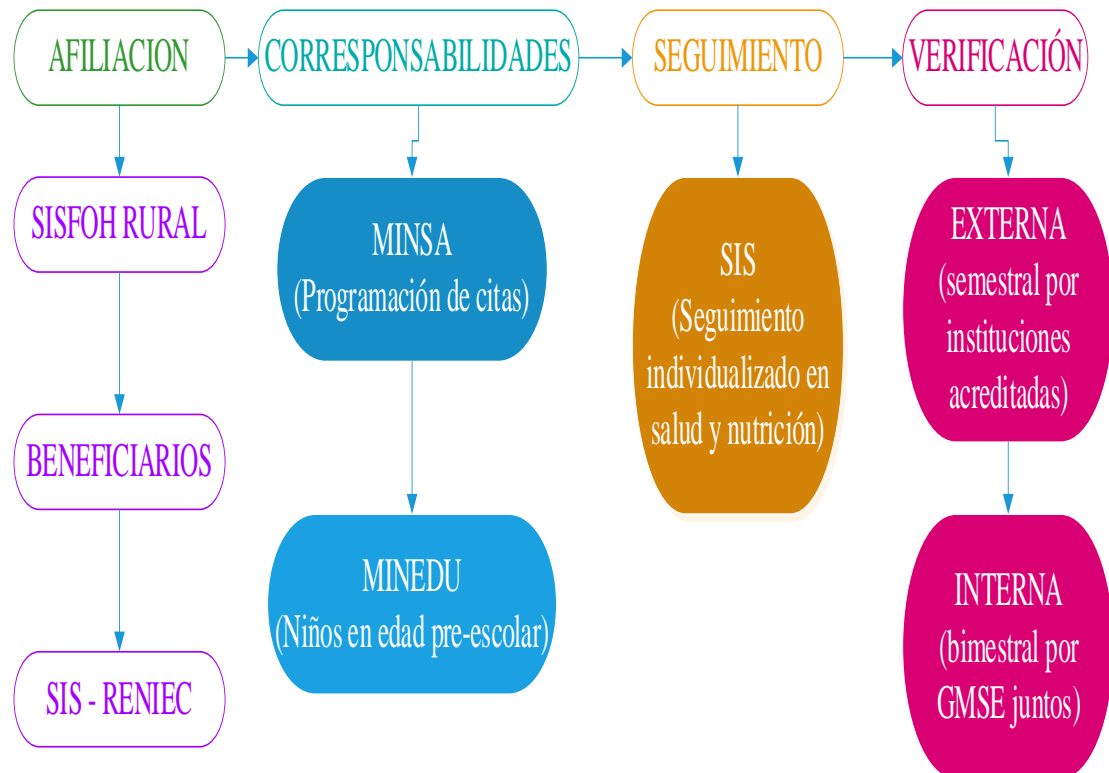 AFILIACION
CORRESPONSABILIDADES
SEGUIMIENTO
VERIFICACIÓN
SISFOH RURAL
BENEFICIARIOS
SIS - RENIEC
MINSA
(Programación de citas)
MINEDU
(Niños en edad pre-escolar)
SIS
(Seguimiento
individualizado en
salud y nutrición)
EXTERNA
(semestral por
instituciones
acreditadas)
INTERNA
(bimestral por
GMSE juntos)